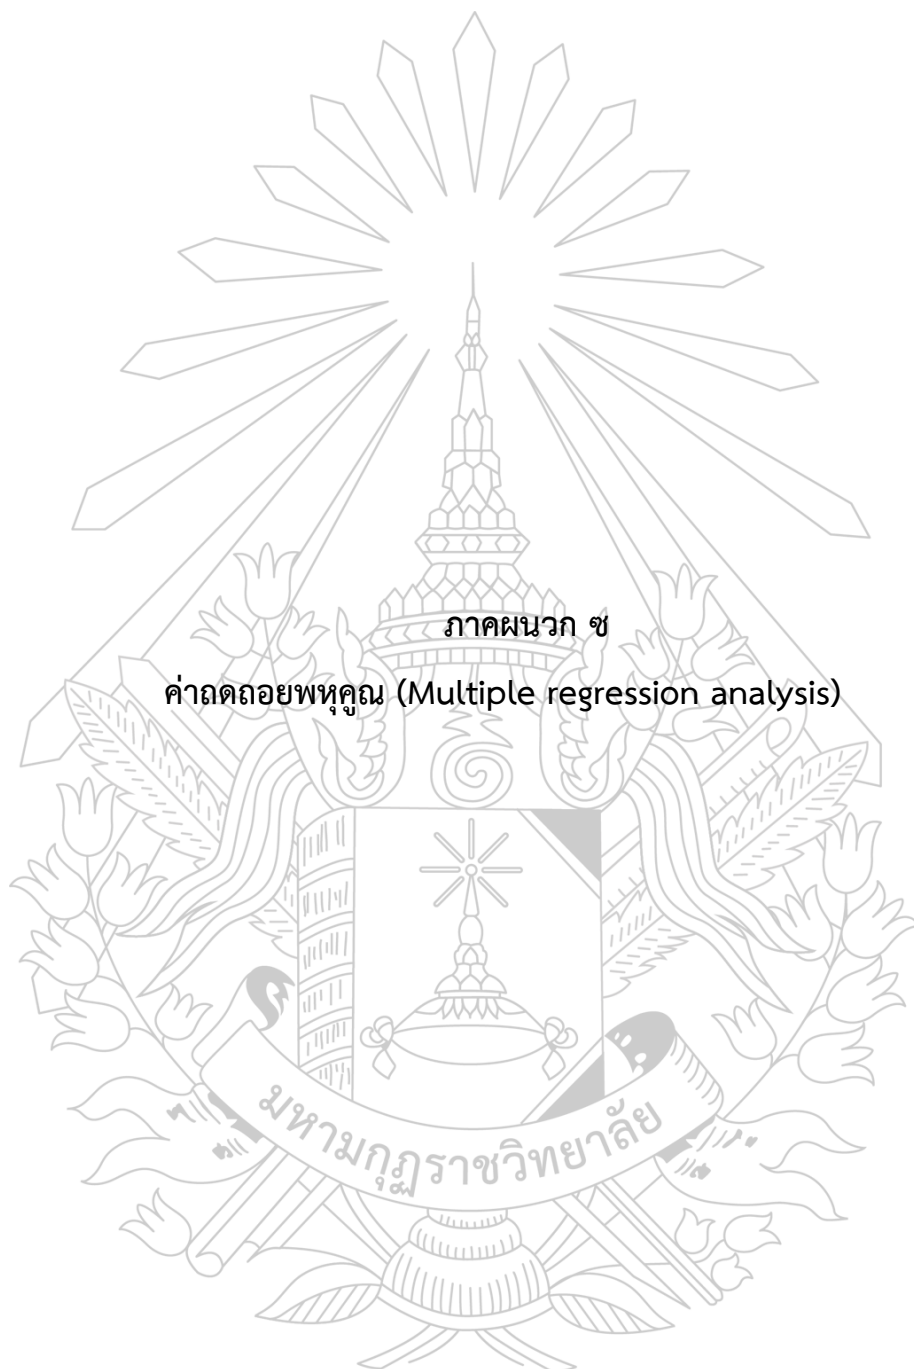 ภาคผนวก ซ
ค่าถดถอยพหุคูณ (Multiple regression analysis)
มหามกุฏราชวิทยาลัย